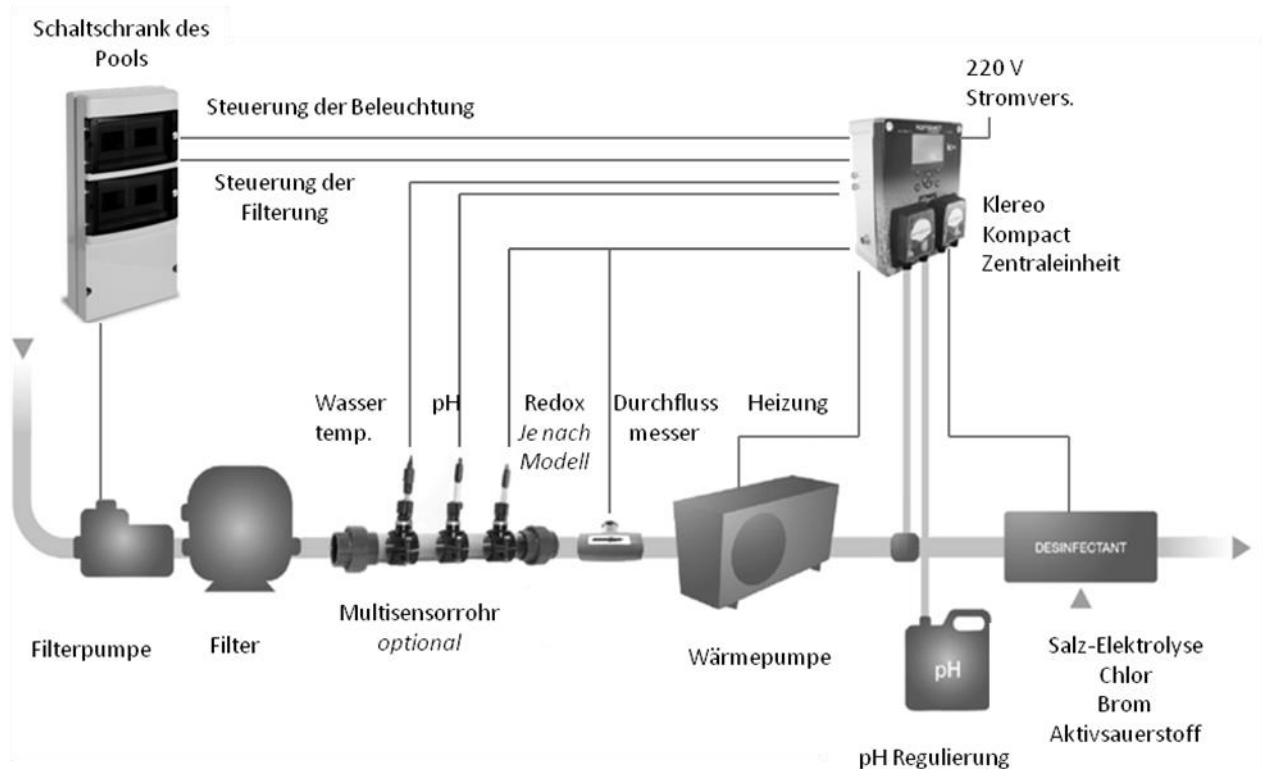 Schaltschrank des
Pools
Steuerung der Beleuchtung
220 V
Stromvers.
Steuerung der
Filterung
Klereo
Kompact
Zentraleinheit
Wasser
temp.
pH
Redox
Je nach
Modell
Durchfluss
messer
Heizung
DESINFECTANT
Multisensorrohr
optional
Filterpumpe
Filter
Wärmepumpe
pH
Salz-Elektrolyse
Chlor
Brom
Aktivsauerstoff
pH Regulierung